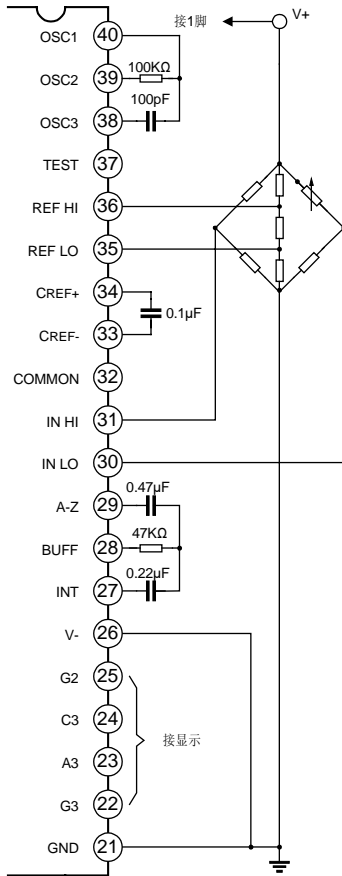 接1脚
V+
OSC1
40
OSC2
39
100KΩ
OSC3
38
100pF
TEST
37
REF HI
36
REF LO
35
CREF+
34
0.1μF
CREF-
33
COMMON
32
IN HI
31
IN LO
30
A-Z
29
0.47μF
BUFF
28
47KΩ
INT
27
0.22μF
V-
26
G2
25
C3
24
接显示
A3
23
G3
22
GND
21